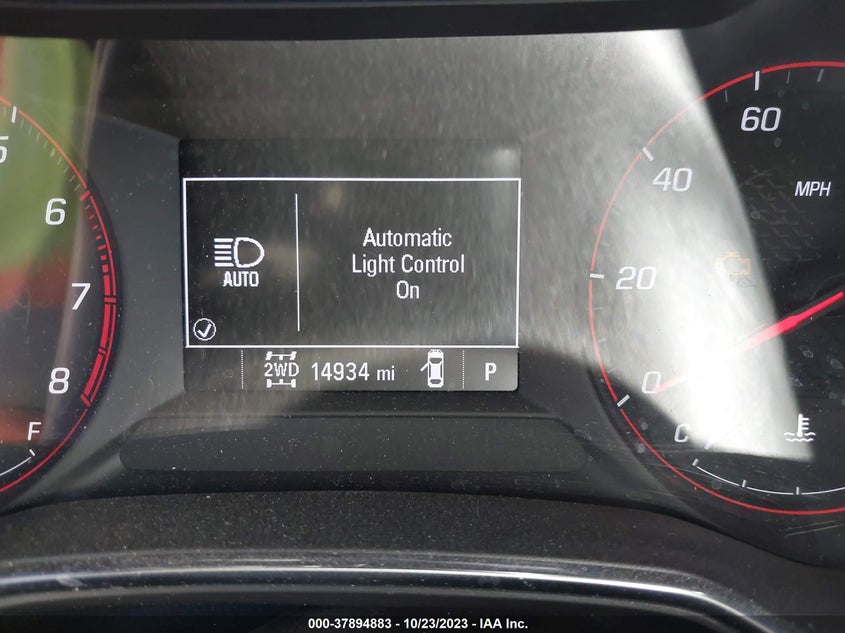 5
6
7
8
F
AUTO
Automatic
Light Control
On
2WD 14934 mi P
60
40
MPH
20
0
C
000-37894883 - 10/23/2023 - IAA Inc.